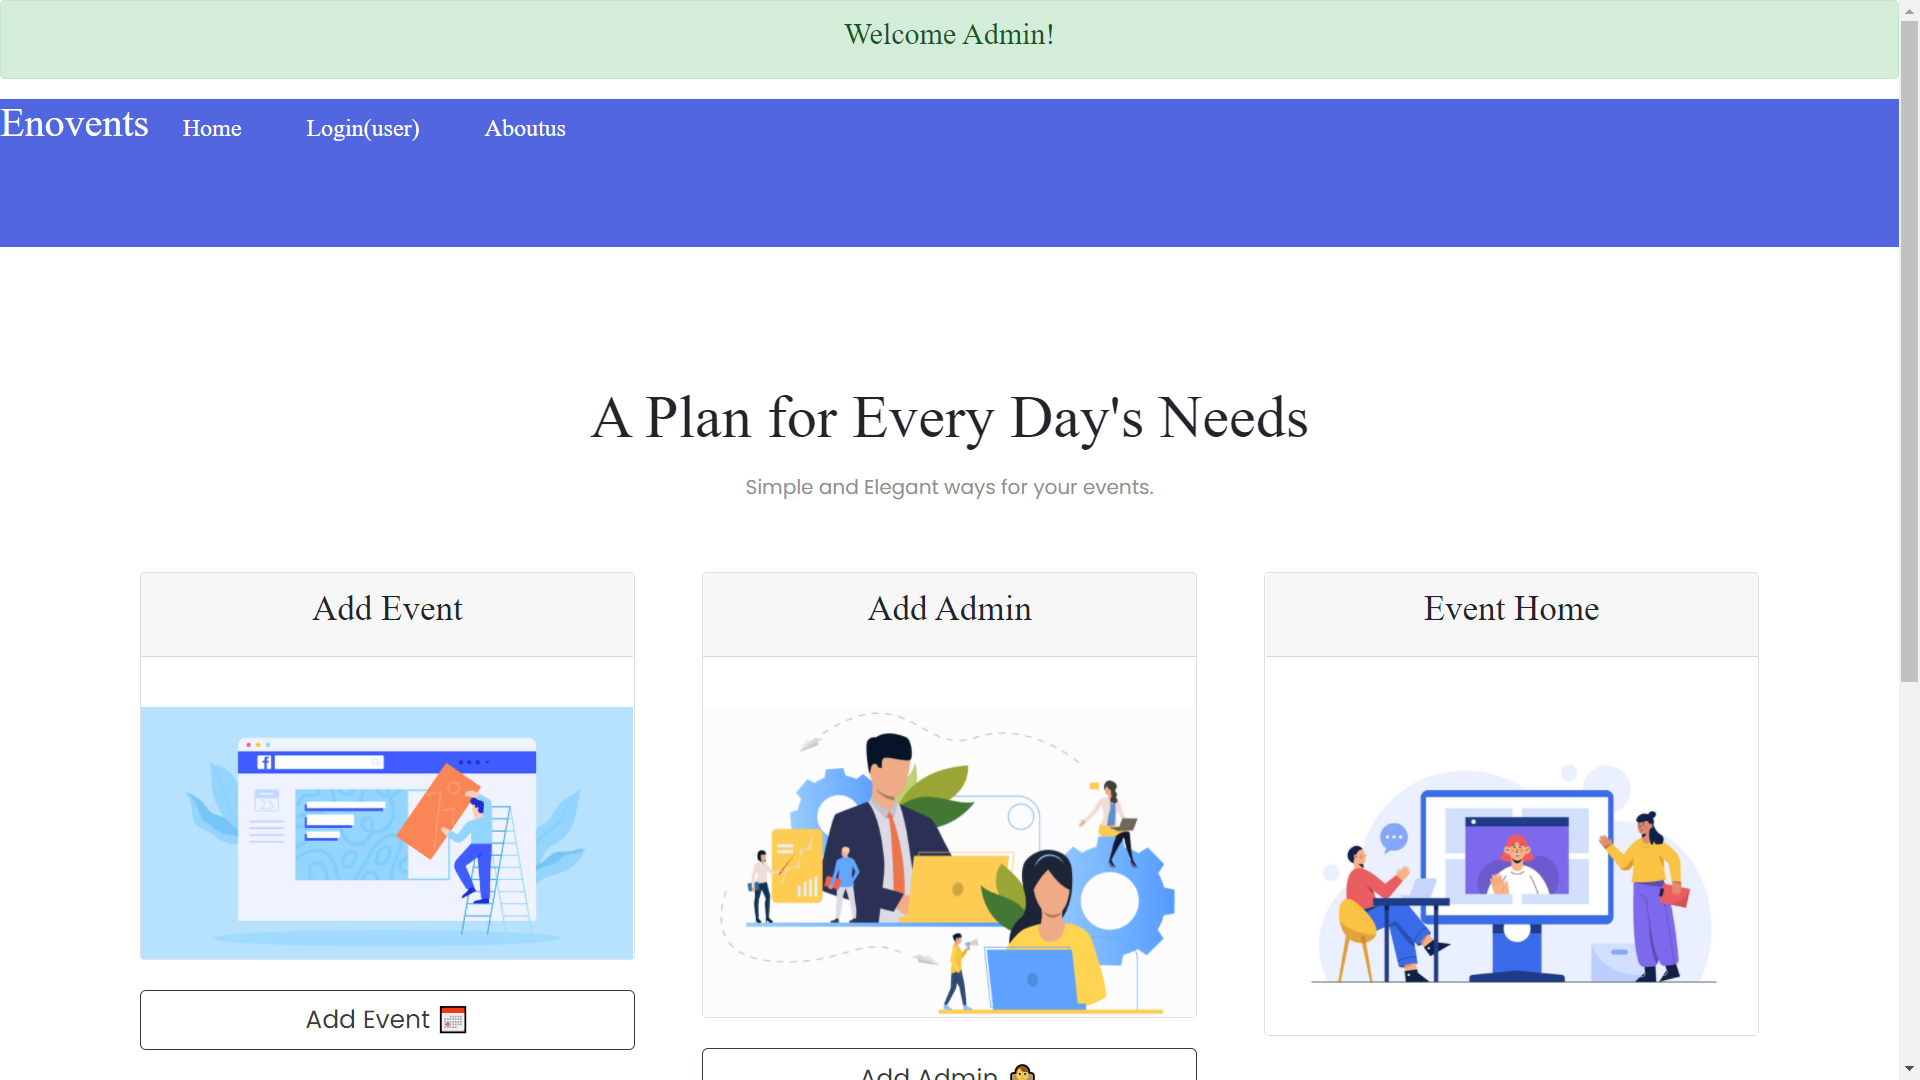 Welcome Admin!
Enovents Home Login(user) Aboutus
A Plan for Every Day's Needs
Simple and Elegant ways for your events.
Add Event
Add Admin
Event Home
23
Add Event
Add Admin